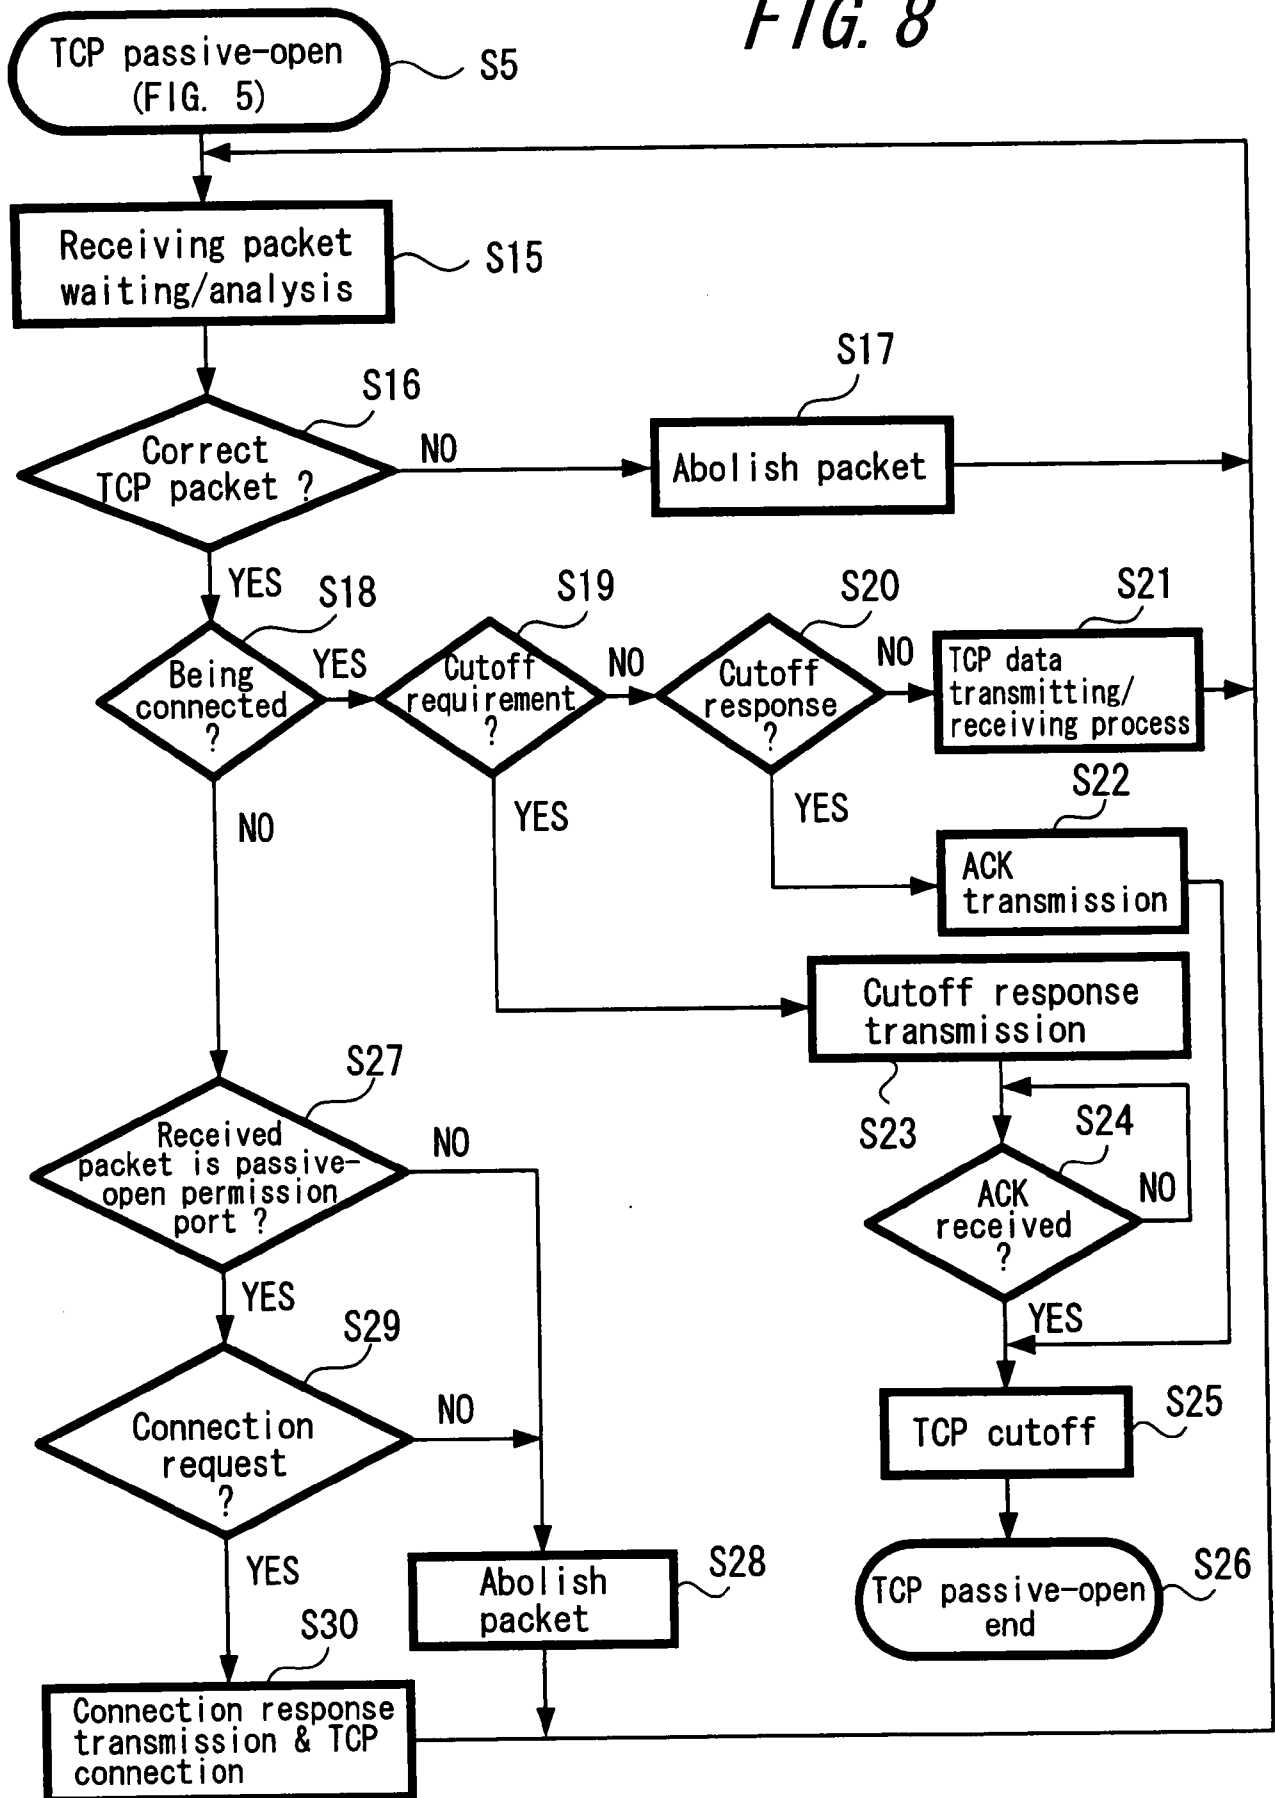 FIG. 8
TCP passive-open
(FIG. 5)
S5
Receiving packet
waiting/analysis
S15
S16
Correct
TCP packet ?
NO
S17
Abolish packet
YES
S18
Being
connected
?
YES
S19
Cutoff
requirement
?
NO
S20
Cutoff
response
?
NO
S21
TCP data
transmitting/
receiving process
NO
YES
YES
S22
ACK
transmission
Cutoff response
transmission
S23
S24
ACK
received
?
NO
YES
S27
Received
packet is passive-
open permission
port ?
NO
YES
S29
Connection
request
?
NO
YES
S25
TCP cutoff
S26
TCP passive-open
end
S28
Abolish
packet
S30
Connection response
transmission & TCP
connection